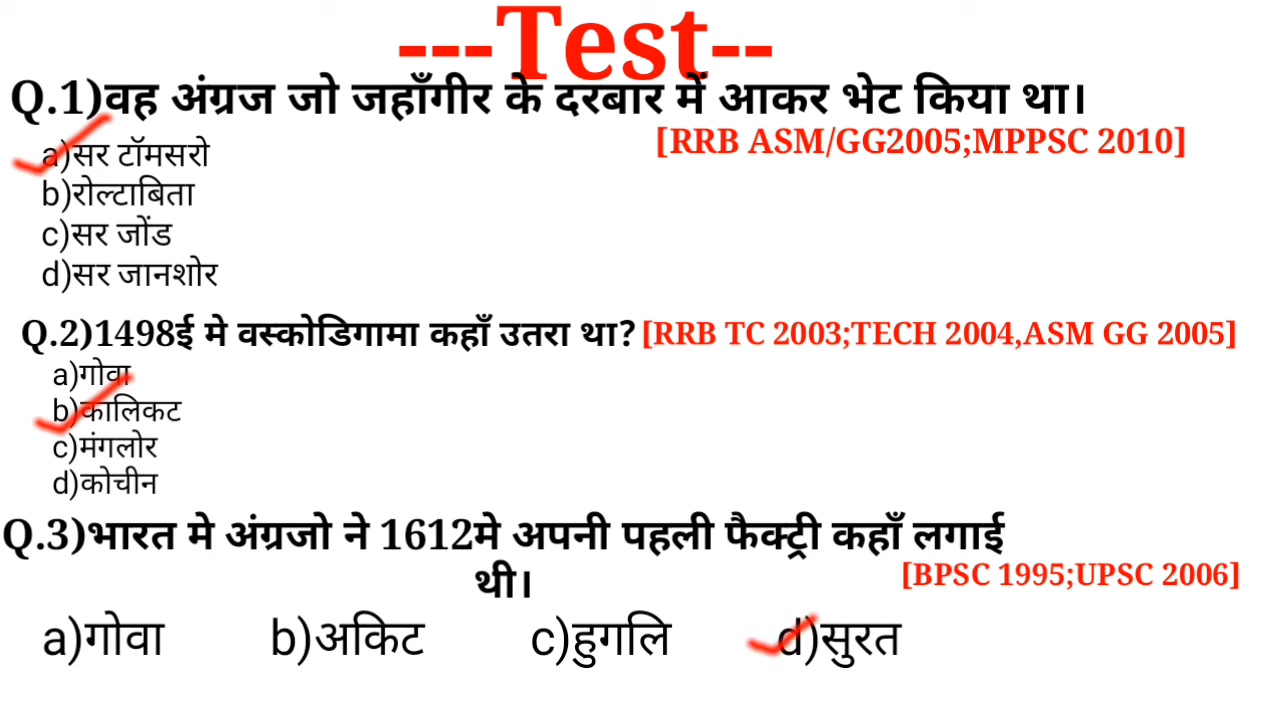 ---Test--
Q.1)वह अंग्रज जो जहाँगीर के दरबार में आकर भेट किया था।
[RRB ASM/GG2005;MPPSC 2010]
a)सर टॉमसरो
b)रोल्टाबिता
c)सर जोंड
d)सर जानशोर
Q.2)1498ई मे वस्कोडिगामा कहाँ उतरा था? [RRB TC 2003;TECH 2004,ASM GG 2005]
a)गोवा
b)कालिकट
c)मंगलोर
d)कोचीन
Q.3)भारत मे अंग्रजो ने 1612मे अपनी पहली फैक्ट्री कहाँ लगाई
थी।
[BPSC 1995;UPSC 2006]
a)गोवा b)अकिट c)हुगलि d)सुरत